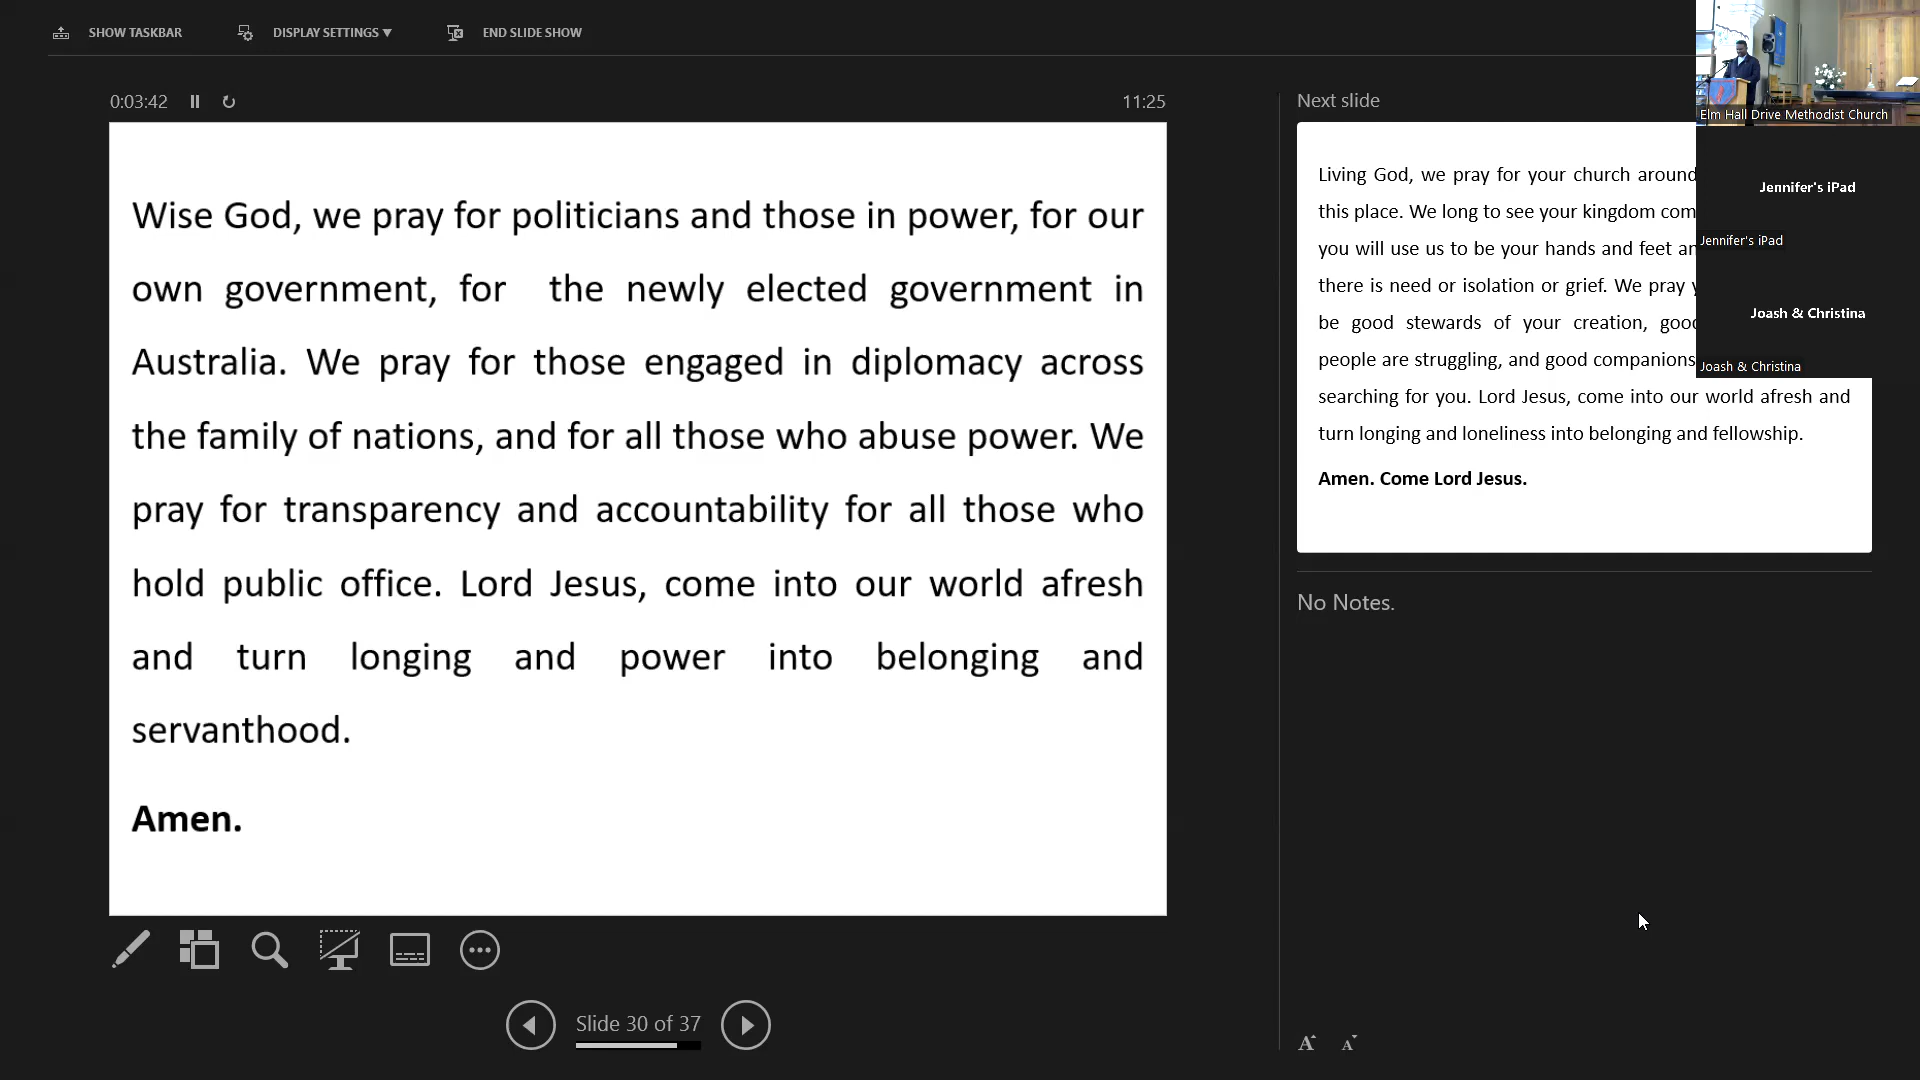 SHOW TASKBAR
DISPLAY SETTINGS ▼
END SLIDE SHOW
0:03:42
11:25
Wise God, we pray for politicians and those in power, for our
own government, for the newly elected government in
Australia. We pray for those engaged in diplomacy across
the family of nations, and for all those who abuse power. We
pray for transparency and accountability for all those who
hold public office. Lord Jesus, come into our world afresh
and turn longing and power into belonging and
servanthood.
Amen.
Slide 30 of 37
Next slide
Living God, we pray for your church around
this place. We long to see your kingdom com
you will use us to be your hands and feet an
there is need or isolation or grief. We pray y
be good stewards of your creation, good
people are struggling, and good companions
searching for you. Lord Jesus, come into our world afresh and
turn longing and loneliness into belonging and fellowship.
Amen. Come Lord Jesus.
No Notes.
A A
Elm Hall Drive Methodist Church
Jennifer's iPad
Jennifer's iPad
Joash & Christina
Joash & Christina